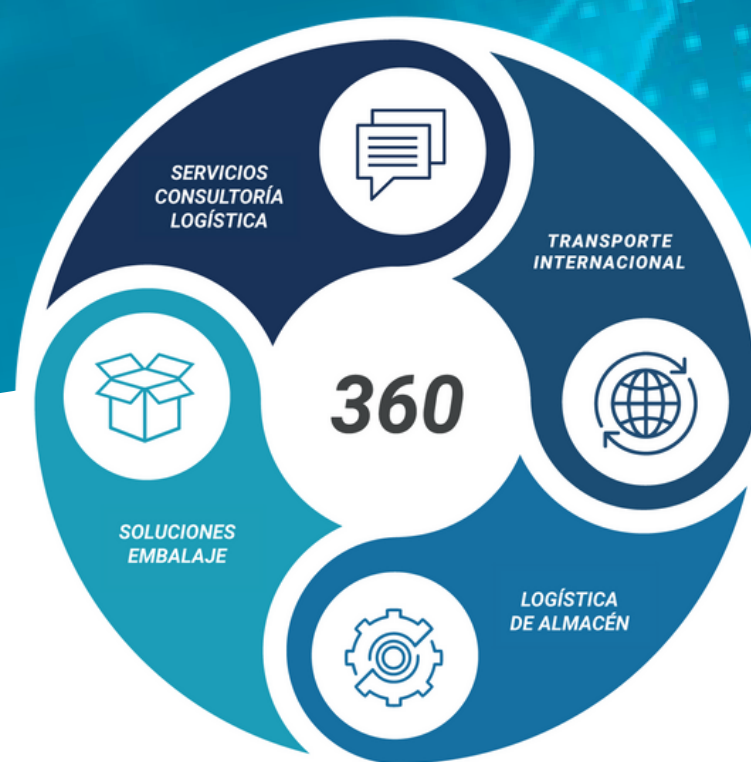 SERVICIOS
CONSULTORÍA
LOGÍSTICA
TRANSPORTE
INTERNACIONAL
360
SOLUCIONES
EMBALAJE
LOGÍSTICA
DE ALMACÉN